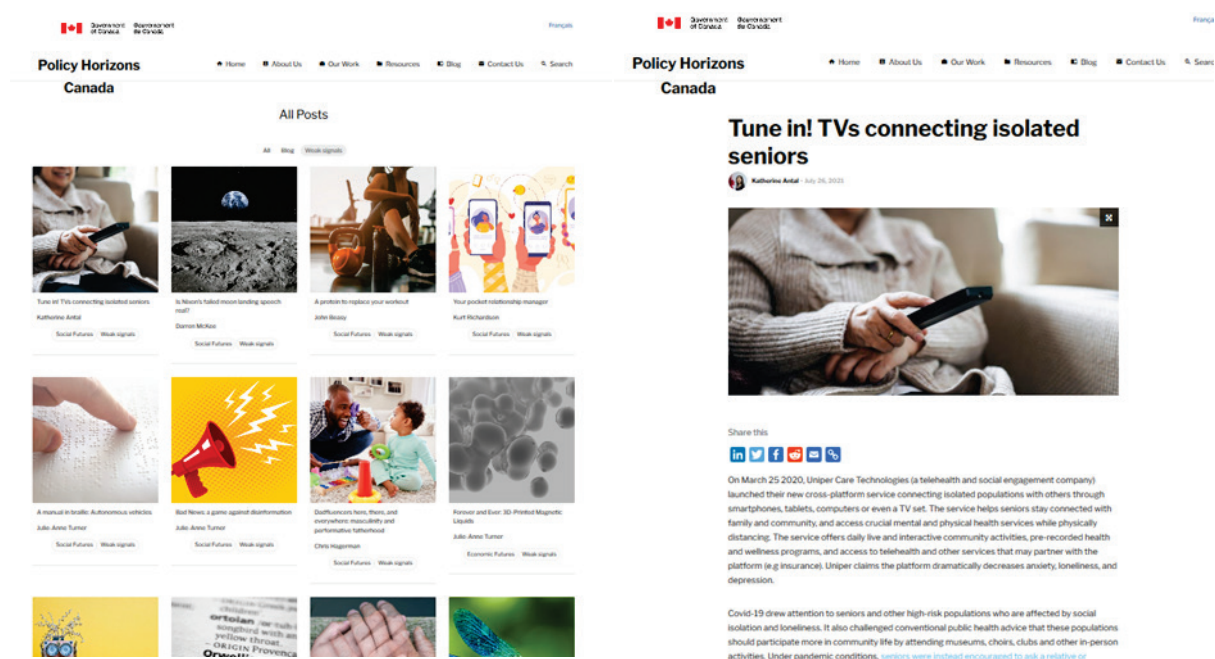 Government
of Canada
Gouvernement
du Canada
Français
Policy Horizons
Canada
Home
About Us
Our Work
Resources
Blog
Contact Us
Search
All Posts
All
Blog
Weak signals
Tune in! TVs connecting isolated seniors
Katherine Antal
Social Futures
Weak signals
Is Nixon's failed moon landing speech
real?
Darren McKee
Social Futures
Weak signals
A protein to replace your workout
John Beasy
Social Futures
Weak signals
Your pocket relationship manager
Kurt Richardson
Social Futures
Weak signals
A manual in braille: Autonomous vehicles
Julie-Anne Turner
Social Futures
Weak signals
Bad News: a game against disinformation
Julie-Anne Turner
Social Futures
Weak signals
Dadfluencers here, there, and
everywhere: masculinity and
performative fatherhood
Chris Hagerman
Social Futures
Weak signals
Forever and Ever: 3D-Printed Magnetic
Liquids
Julie-Anne Turner
Economic Futures
Weak signals
children
ortolan
songbird with an
yellow throat.
ORIGIN Provença
Orwell
Government
of Canada
Gouvernement
du Canada
Policy Horizons
Canada
Home
About Us
Our Work
Resources
Blog
Contact Us
Tune in! TVs connecting isolated
seniors
Katherine Antal - July 26, 2021
Share this
On March 25 2020, Uniper Care Technologies (a telehealth and social engagement company)
launched their new cross-platform service connecting isolated populations with others through
smartphones, tablets, computers or even a TV set. The service helps seniors stay connected with
family and community, and access crucial mental and physical health services while physically
distancing. The service offers daily live and interactive community activities, pre-recorded health
and wellness programs, and access to telehealth and other services that may partner with the
platform (e.g insurance). Uniper claims the platform dramatically decreases anxiety, loneliness, and
depression.
Covid-19 drew attention to seniors and other high-risk populations who are affected by social
isolation and loneliness. It also challenged conventional public health advice that these populations
should participate more in community life by attending museums, choirs, clubs and other in-person
activities. Under pandemic conditions, seniors were instead encouraged to ask a relative or